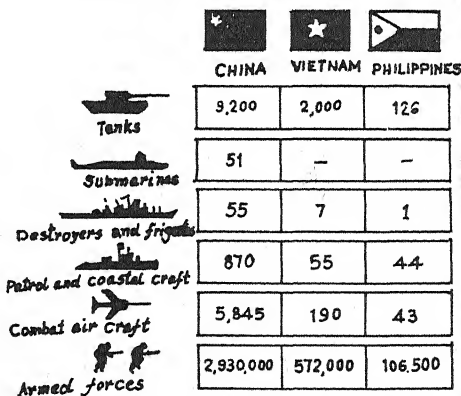 CHINA VIETNAM PHILIPPINES
Tanks 9,200 2,000 126
Submarines 51 — —
Destroyers and frigats 55 7 1
Patrol and coastal craft 870 55 44
Combat air craft 5,845 190 43
Armed forces 2,930,000 572,000 106.500